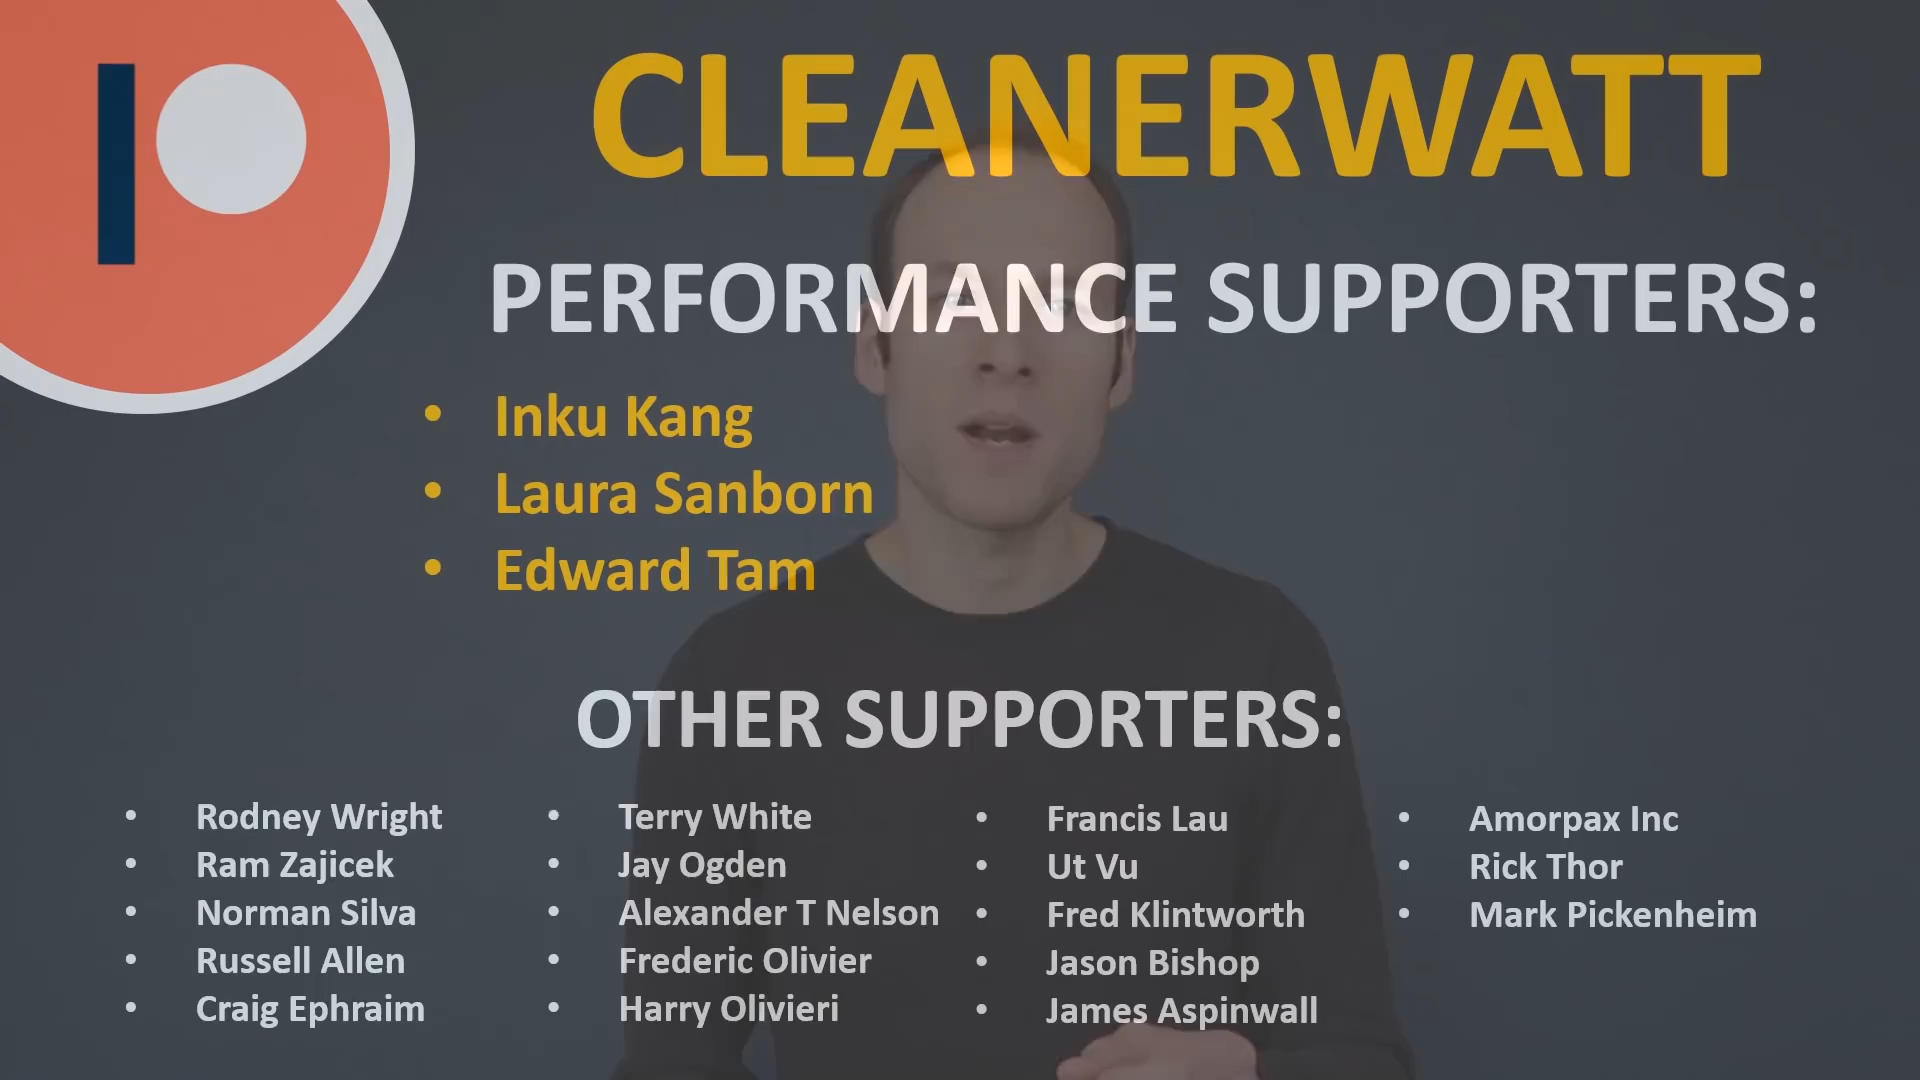 CLEANERWATT
PERFORMANCE SUPPORTERS:
• Inku Kang
• Laura Sanborn
• Edward Tam
OTHER SUPPORTERS:
• Rodney Wright
• Ram Zajicek
• Norman Silva
• Russell Allen
• Craig Ephraim
• Terry White
• Jay Ogden
• Alexander T Nelson
• Frederic Olivier
• Harry Olivieri
• Francis Lau
• Ut Vu
• Fred Klintworth
• Jason Bishop
• James Aspinwall
• Amorpax Inc
• Rick Thor
• Mark Pickenheim